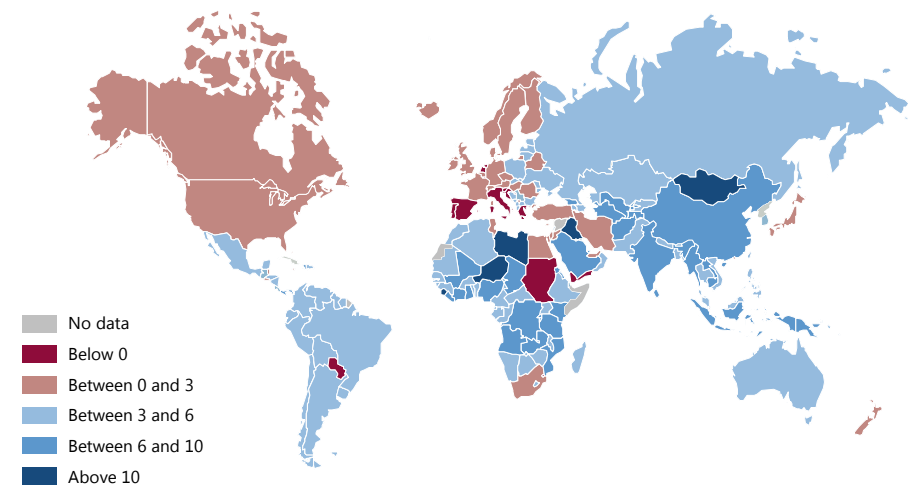 No data
Below 0
Between 0 and 3
Between 3 and 6
Between 6 and 10
Above 10